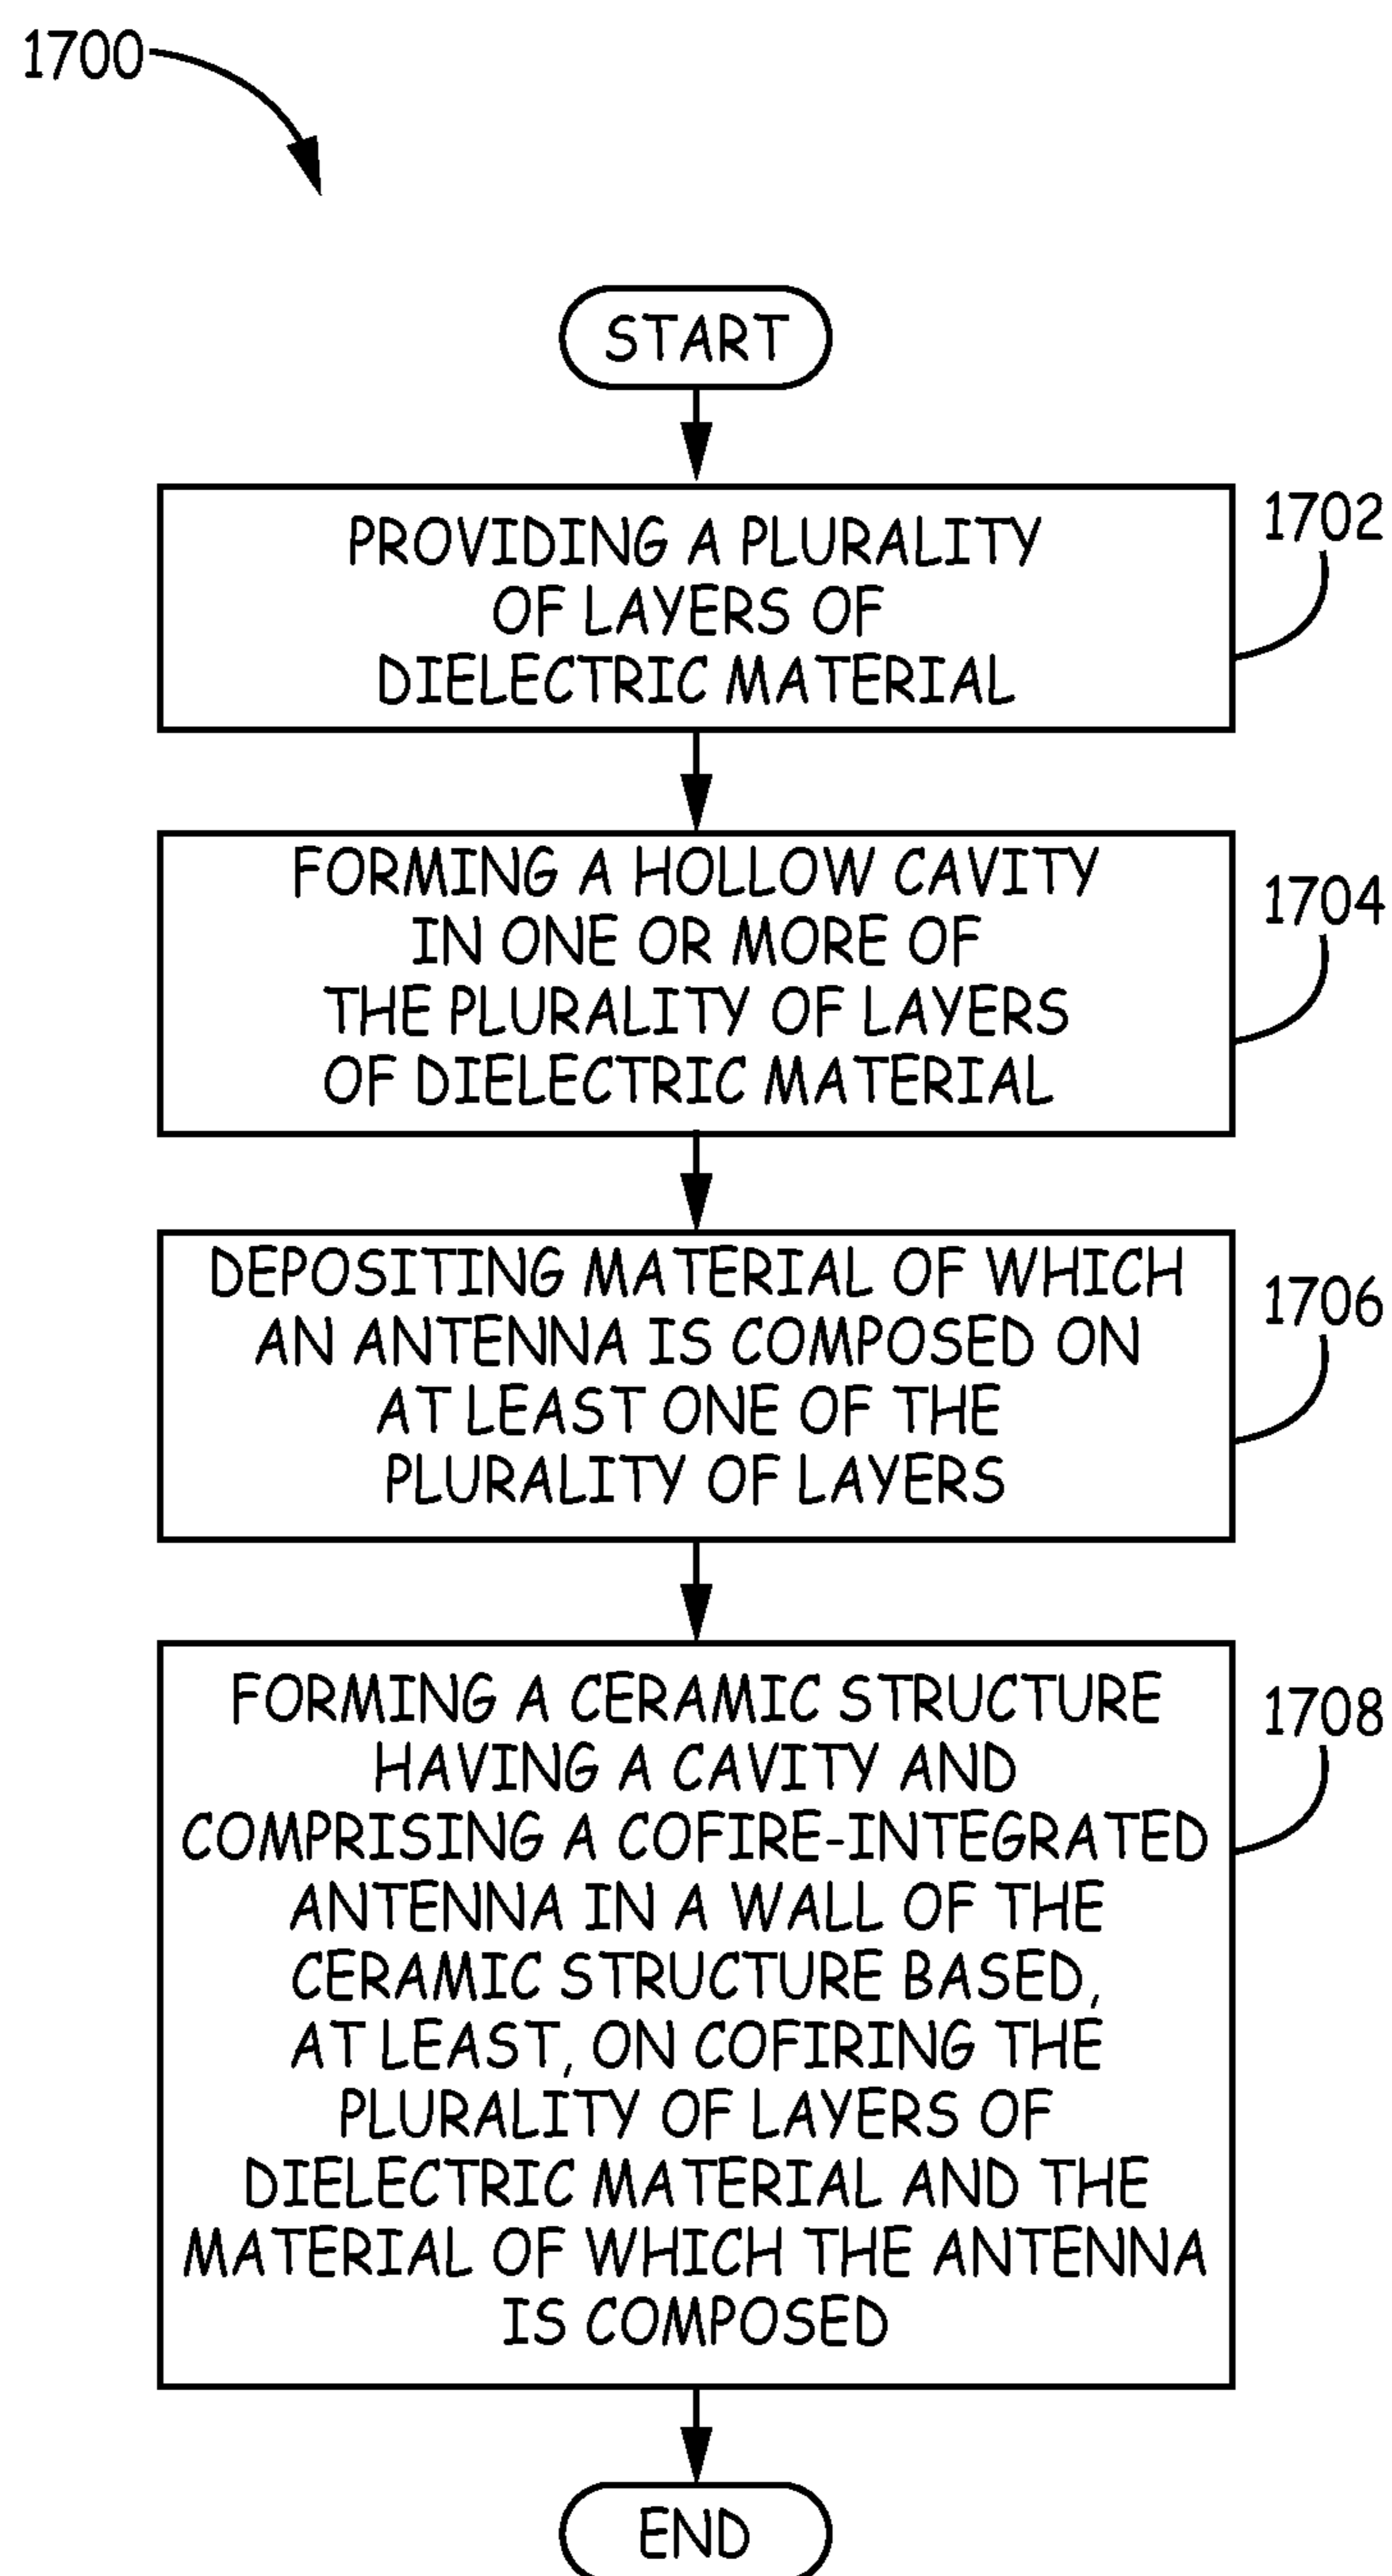 1700
START
PROVIDING A PLURALITY
OF LAYERS OF
DIELECTRIC MATERIAL
1702
FORMING A HOLLOW CAVITY
IN ONE OR MORE OF
THE PLURALITY OF LAYERS
OF DIELECTRIC MATERIAL
1704
DEPOSITING MATERIAL OF WHICH
AN ANTENNA IS COMPOSED ON
AT LEAST ONE OF THE
PLURALITY OF LAYERS
1706
FORMING A CERAMIC STRUCTURE
HAVING A CAVITY AND
COMPRISING A COFIRE-INTEGRATED
ANTENNA IN A WALL OF THE
CERAMIC STRUCTURE BASED,
AT LEAST, ON COFIRING THE
PLURALITY OF LAYERS OF
DIELECTRIC MATERIAL AND THE
MATERIAL OF WHICH THE ANTENNA
IS COMPOSED
1708
END